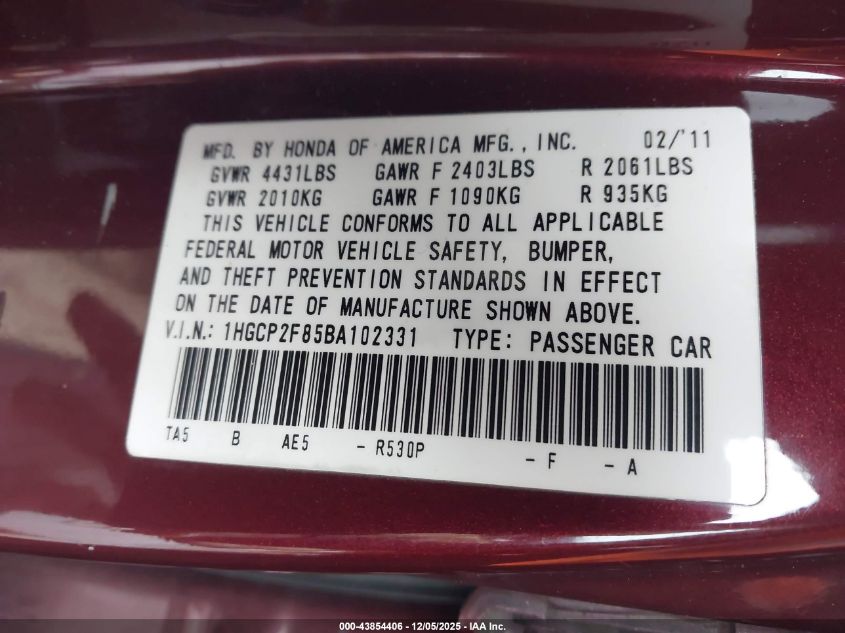 MFD. BY HONDA OF AMERICA MFG., INC. 02/'11
GVWR 4431LBS GAWR F 2403LBS R 2061LBS
GVWR 2010KG GAWR F 1090KG R 935KG
THIS VEHICLE CONFORMS TO ALL APPLICABLE
FEDERAL MOTOR VEHICLE SAFETY, BUMPER,
AND THEFT PREVENTION STANDARDS IN EFFECT
ON THE DATE OF MANUFACTURE SHOWN ABOVE.
V.I.N.: 1HGCP2F85BA102331 TYPE: PASSENGER CAR
TA5 B AE5 - R530P - F - A
000-43854406 - 12/05/2025 - IAA Inc.